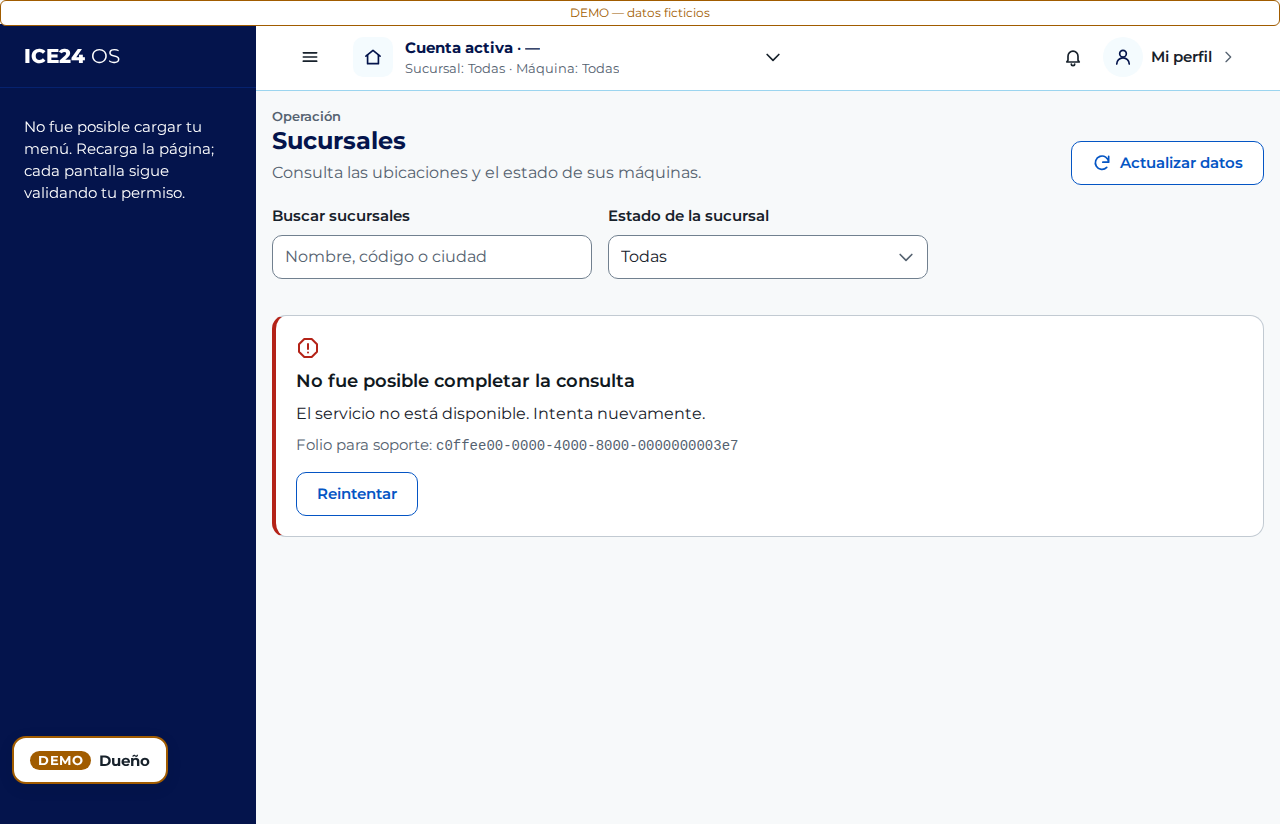 DEMO — datos ficticios
ICE24 OS
Cuenta activa · —
Sucursal: Todas · Máquina: Todas
Mi perfil
No fue posible cargar tu
menú. Recarga la página;
cada pantalla sigue
validando tu permiso.
Operación
Sucursales
Consulta las ubicaciones y el estado de sus máquinas.
Actualizar datos
Buscar sucursales
Estado de la sucursal
Nombre, código o ciudad
Todas
No fue posible completar la consulta
El servicio no está disponible. Intenta nuevamente.
Folio para soporte: c0ffee00-0000-4000-8000-0000000003e7
Reintentar
DEMO Dueño